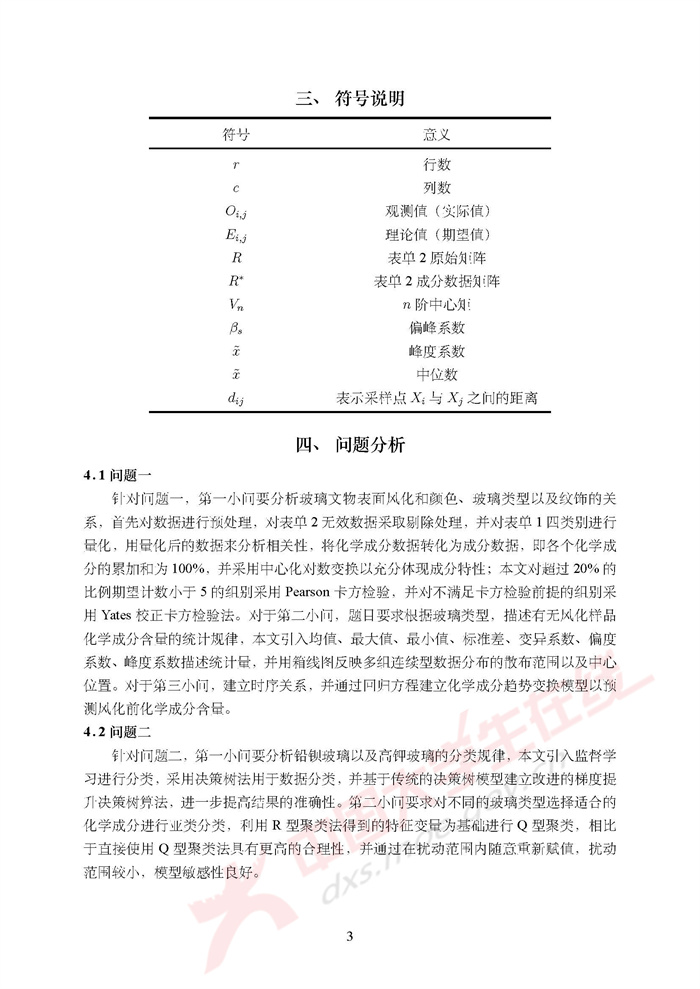 三、 符号说明
符号 意义
r 行数
c 列数
O_{i,j} 观测值（实际值）
E_{i,j} 理论值（期望值）
R 表单 2 原始矩阵
R* 表单 2 成分数据矩阵
V_n n 阶中心矩
β_s 偏峰系数
x̃ 峰度系数
x̃ 中位数
d_{ij} 表示采样点 X_i 与 X_j 之间的距离
四、 问题分析
4.1 问题一
针对问题一，第一小问要分析玻璃文物表面风化和颜色、玻璃类型以及纹饰的关
系，首先对数据进行预处理，对表单 2 无效数据采取剔除处理，并对表单 1 四类别进行
量化，用量化后的数据来分析相关性，将化学成分数据转化为成分数据，即各个化学成
分的累加和为 100%，并采用中心化对数变换以充分体现成分特性；本文对超过 20% 的
比例期望计数小于 5 的组别采用 Pearson 卡方检验，并对不满足卡方检验前提的组别采
用 Yates 校正卡方检验法。对于第二小问，题目要求根据玻璃类型，描述有无风化样品
化学成分含量的统计规律，本文引入均值、最大值、最小值、标准差、变异系数、偏度
系数、峰度系数描述统计量，并用箱线图反映多组连续型数据分布的散布范围以及中心
位置。对于第三小问，建立时序关系，并通过回归方程建立化学成分趋势变换模型以预
测风化前化学成分含量。
4.2 问题二
针对问题二，第一小问要分析铅钡玻璃以及高钾玻璃的分类规律，本文引入监督学
习进行分类，采用决策树法用于数据分类，并基于传统的决策树模型建立改进的梯度提
升决策树算法，进一步提高结果的准确性。第二小问要求对不同的玻璃类型选择适合的
化学成分进行亚类分类，利用 R 型聚类法得到的特征变量为基础进行 Q 型聚类，相比
于直接使用 Q 型聚类法具有更高的合理性，并通过在扰动范围内随意重新赋值，扰动
范围较小，模型敏感性良好。
中国大学生在线
dxs.moe.gov.cn
3